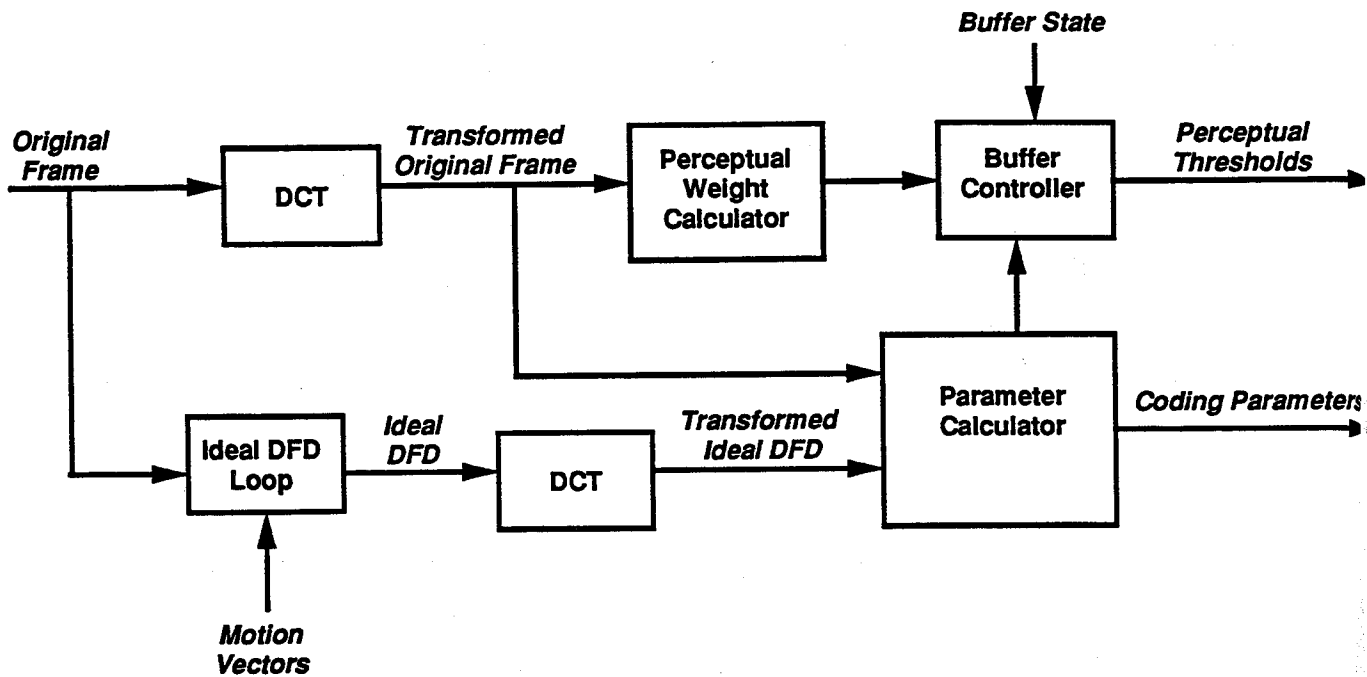 Buffer State
Original
Frame
DCT
Transformed
Original Frame
Perceptual
Weight
Calculator
Buffer
Controller
Perceptual
Thresholds
Ideal DFD
Loop
Ideal
DFD
DCT
Transformed
Ideal DFD
Parameter
Calculator
Coding Parameters
Motion
Vectors